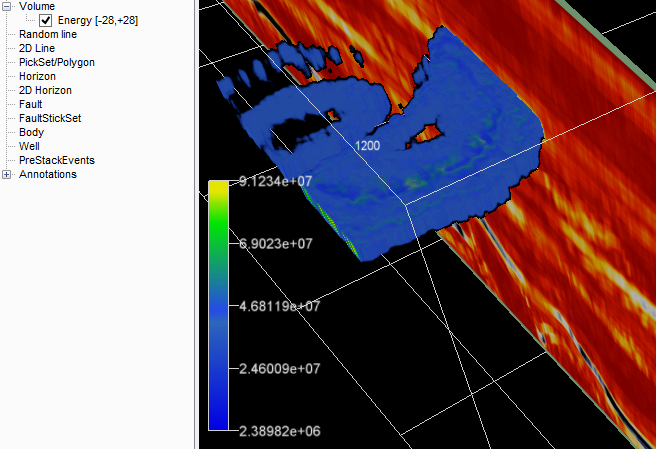 Volume
Energy [-28,+28]
Random line
2D Line
PickSet/Polygon
Horizon
2D Horizon
Fault
FaultStickSet
Body
Well
PreStackEvents
Annotations
1200
9.1234e+07
6.9023e+07
4.68119e+07
2.46009e+07
2.38982e+06